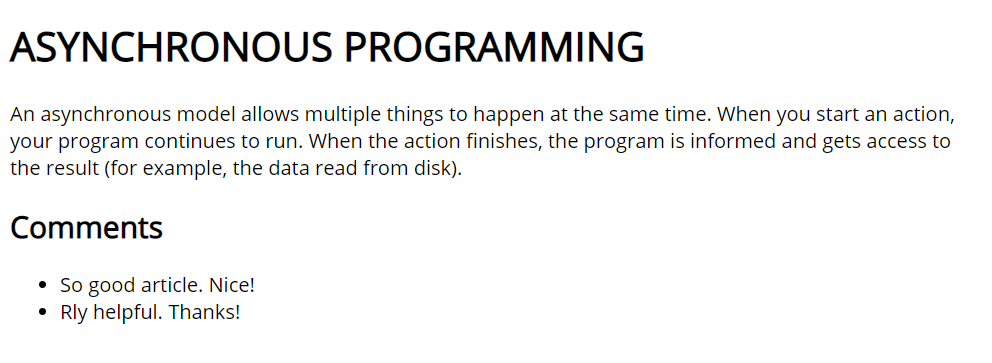 ASYNCHRONOUS PROGRAMMING
An asynchronous model allows multiple things to happen at the same time. When you start an action,
your program continues to run. When the action finishes, the program is informed and gets access to
the result (for example, the data read from disk).
Comments
• So good article. Nice!
• Rly helpful. Thanks!